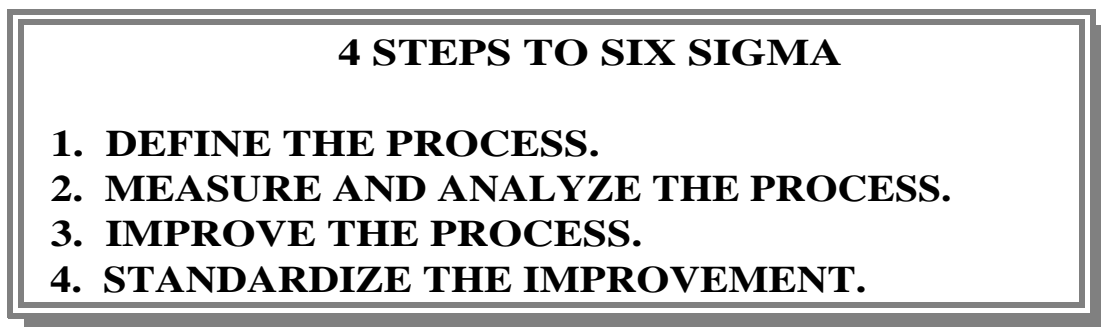 4 STEPS TO SIX SIGMA
1. DEFINE THE PROCESS.
2. MEASURE AND ANALYZE THE PROCESS.
3. IMPROVE THE PROCESS.
4. STANDARDIZE THE IMPROVEMENT.